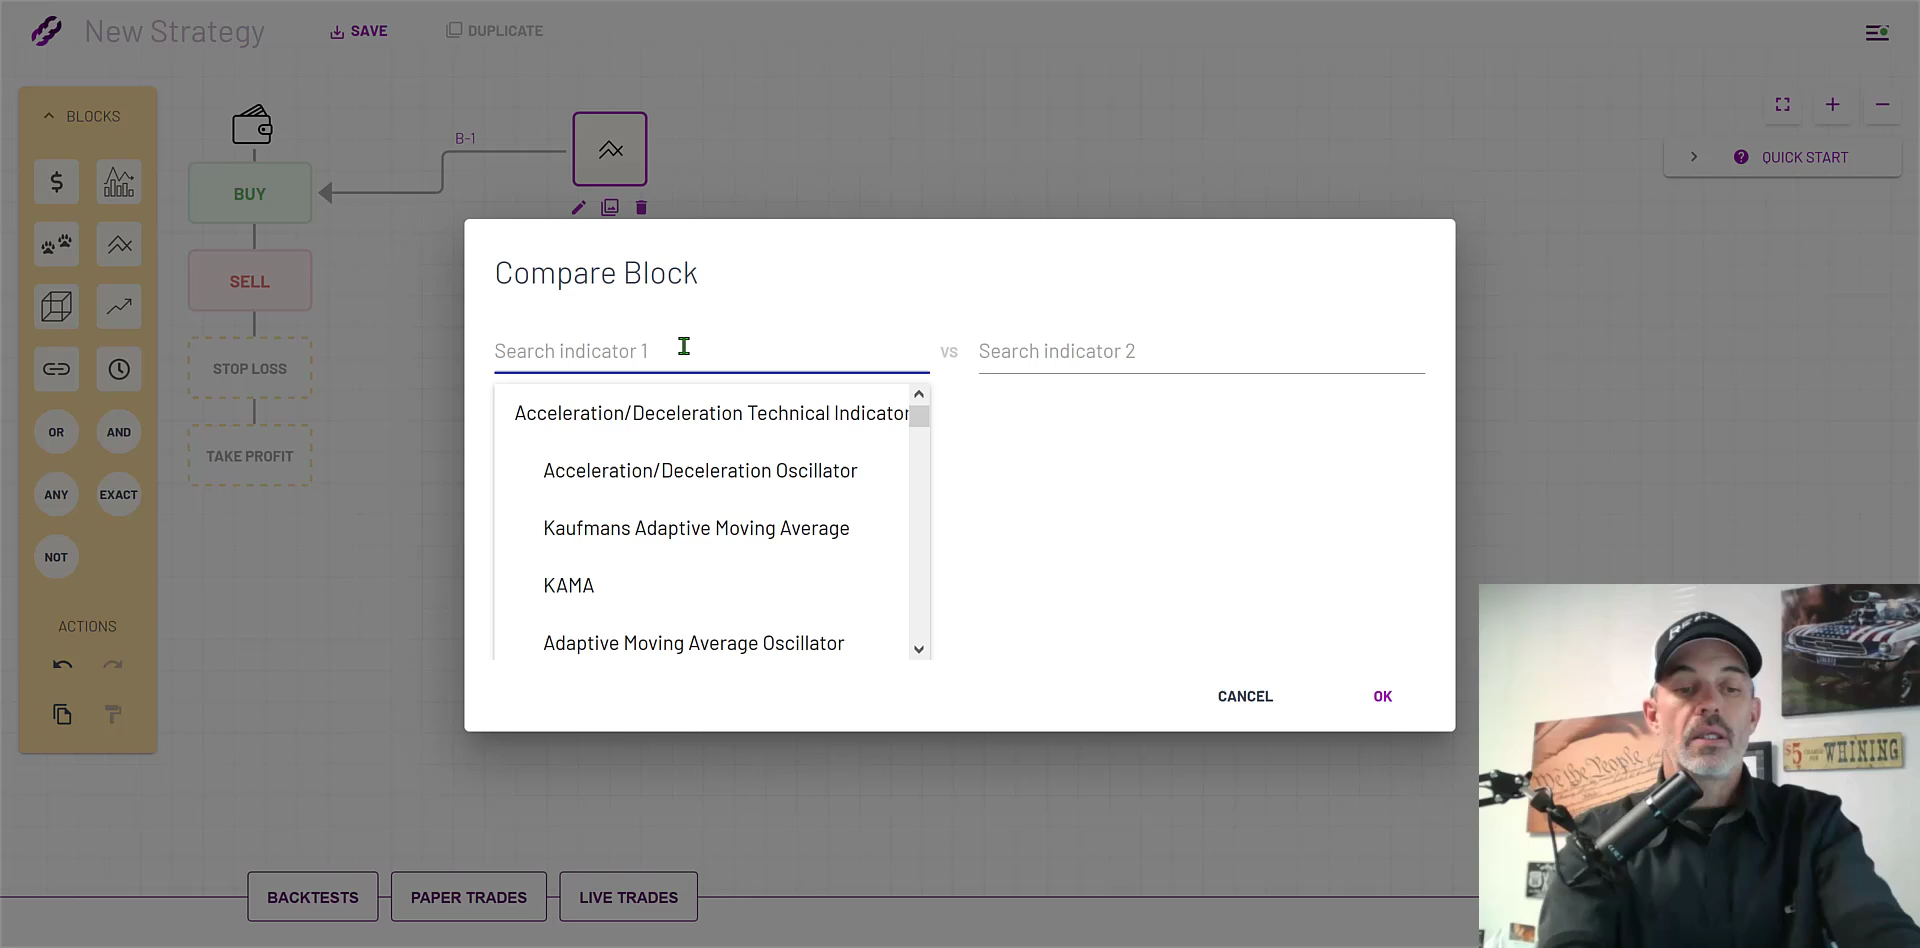 New Strategy
SAVE
DUPLICATE
BLOCKS
B-1
BUY
QUICK START
SELL
STOP LOSS
TAKE PROFIT
OR
AND
ANY
EXACT
NOT
ACTIONS
Compare Block
Search indicator 1
VS
Search indicator 2
Acceleration/Deceleration Technical Indicator
Acceleration/Deceleration Oscillator
Kaufmans Adaptive Moving Average
KAMA
Adaptive Moving Average Oscillator
CANCEL
OK
BACKTESTS
PAPER TRADES
LIVE TRADES
We the People
$5
WHINING